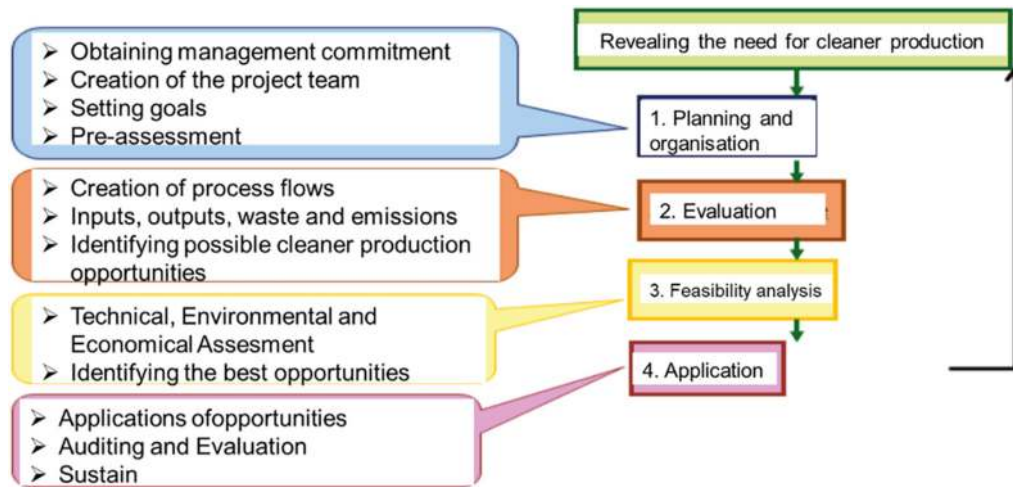 Revealing the need for cleaner production
➢ Obtaining management commitment
➢ Creation of the project team
➢ Setting goals
➢ Pre-assessment
1. Planning and
organisation
➢ Creation of process flows
➢ Inputs, outputs, waste and emissions
➢ Identifying possible cleaner production
opportunities
2. Evaluation
➢ Technical, Environmental and
Economical Assesment
➢ Identifying the best opportunities
3. Feasibility analysis
➢ Applications ofopportunities
➢ Auditing and Evaluation
➢ Sustain
4. Application